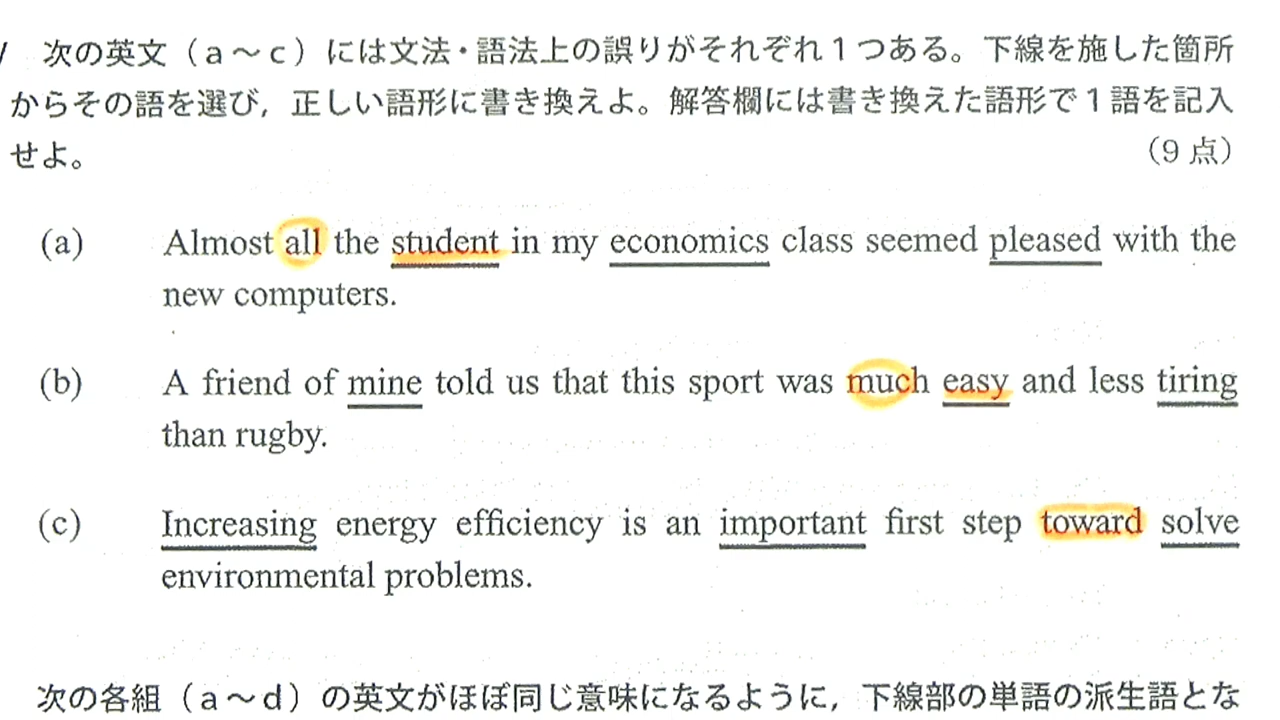 次の英文（a～c）には文法・語法上の誤りがそれぞれ1つある。下線を施した箇所
からその語を選び，正しい語形に書き換えよ。解答欄には書き換えた語形で1語を記入
せよ。 （9点）
(a) Almost all the student in my economics class seemed pleased with the
new computers.
(b) A friend of mine told us that this sport was much easy and less tiring
than rugby.
(c) Increasing energy efficiency is an important first step toward solve
environmental problems.
次の各組（a～d）の英文がほぼ同じ意味になるように，下線部の単語の派生語とな